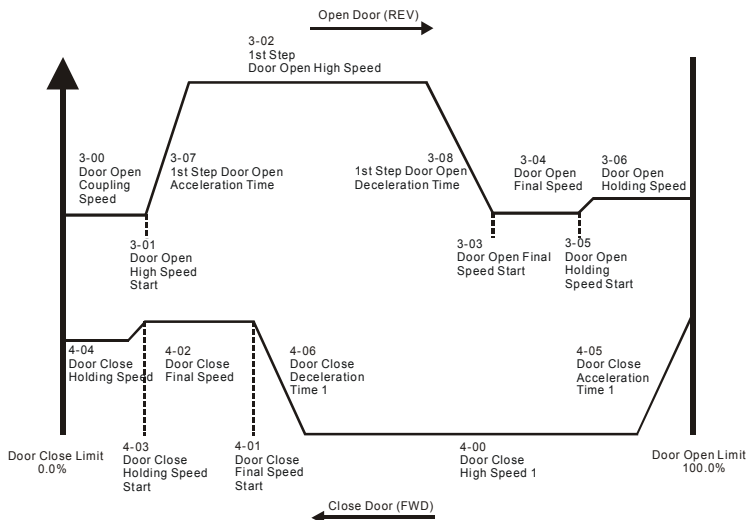 Open Door (REV)
3-02
1st Step
Door Open High Speed
3-00
Door Open
Coupling
Speed
3-07
1st Step Door Open
Acceleration Time
3-08
1st Step Door Open
Deceleration Time
3-04
Door Open
Final Speed
3-06
Door Open
Holding Speed
3-01
Door Open
High Speed
Start
3-03
Door Open Final
Speed Start
3-05
Door Open
Holding
Speed Start
4-04
Door Close
Holding Speed
4-02
Door Close
Final Speed
4-06
Door Close
Deceleration
Time 1
4-05
Door Close
Acceleration
Time 1
Door Close Limit
0.0%
4-03
Door Close
Holding Speed
Start
4-01
Door Close
Final Speed
Start
4-00
Door Close
High Speed 1
Door Open Limit
100.0%
Close Door (FWD)